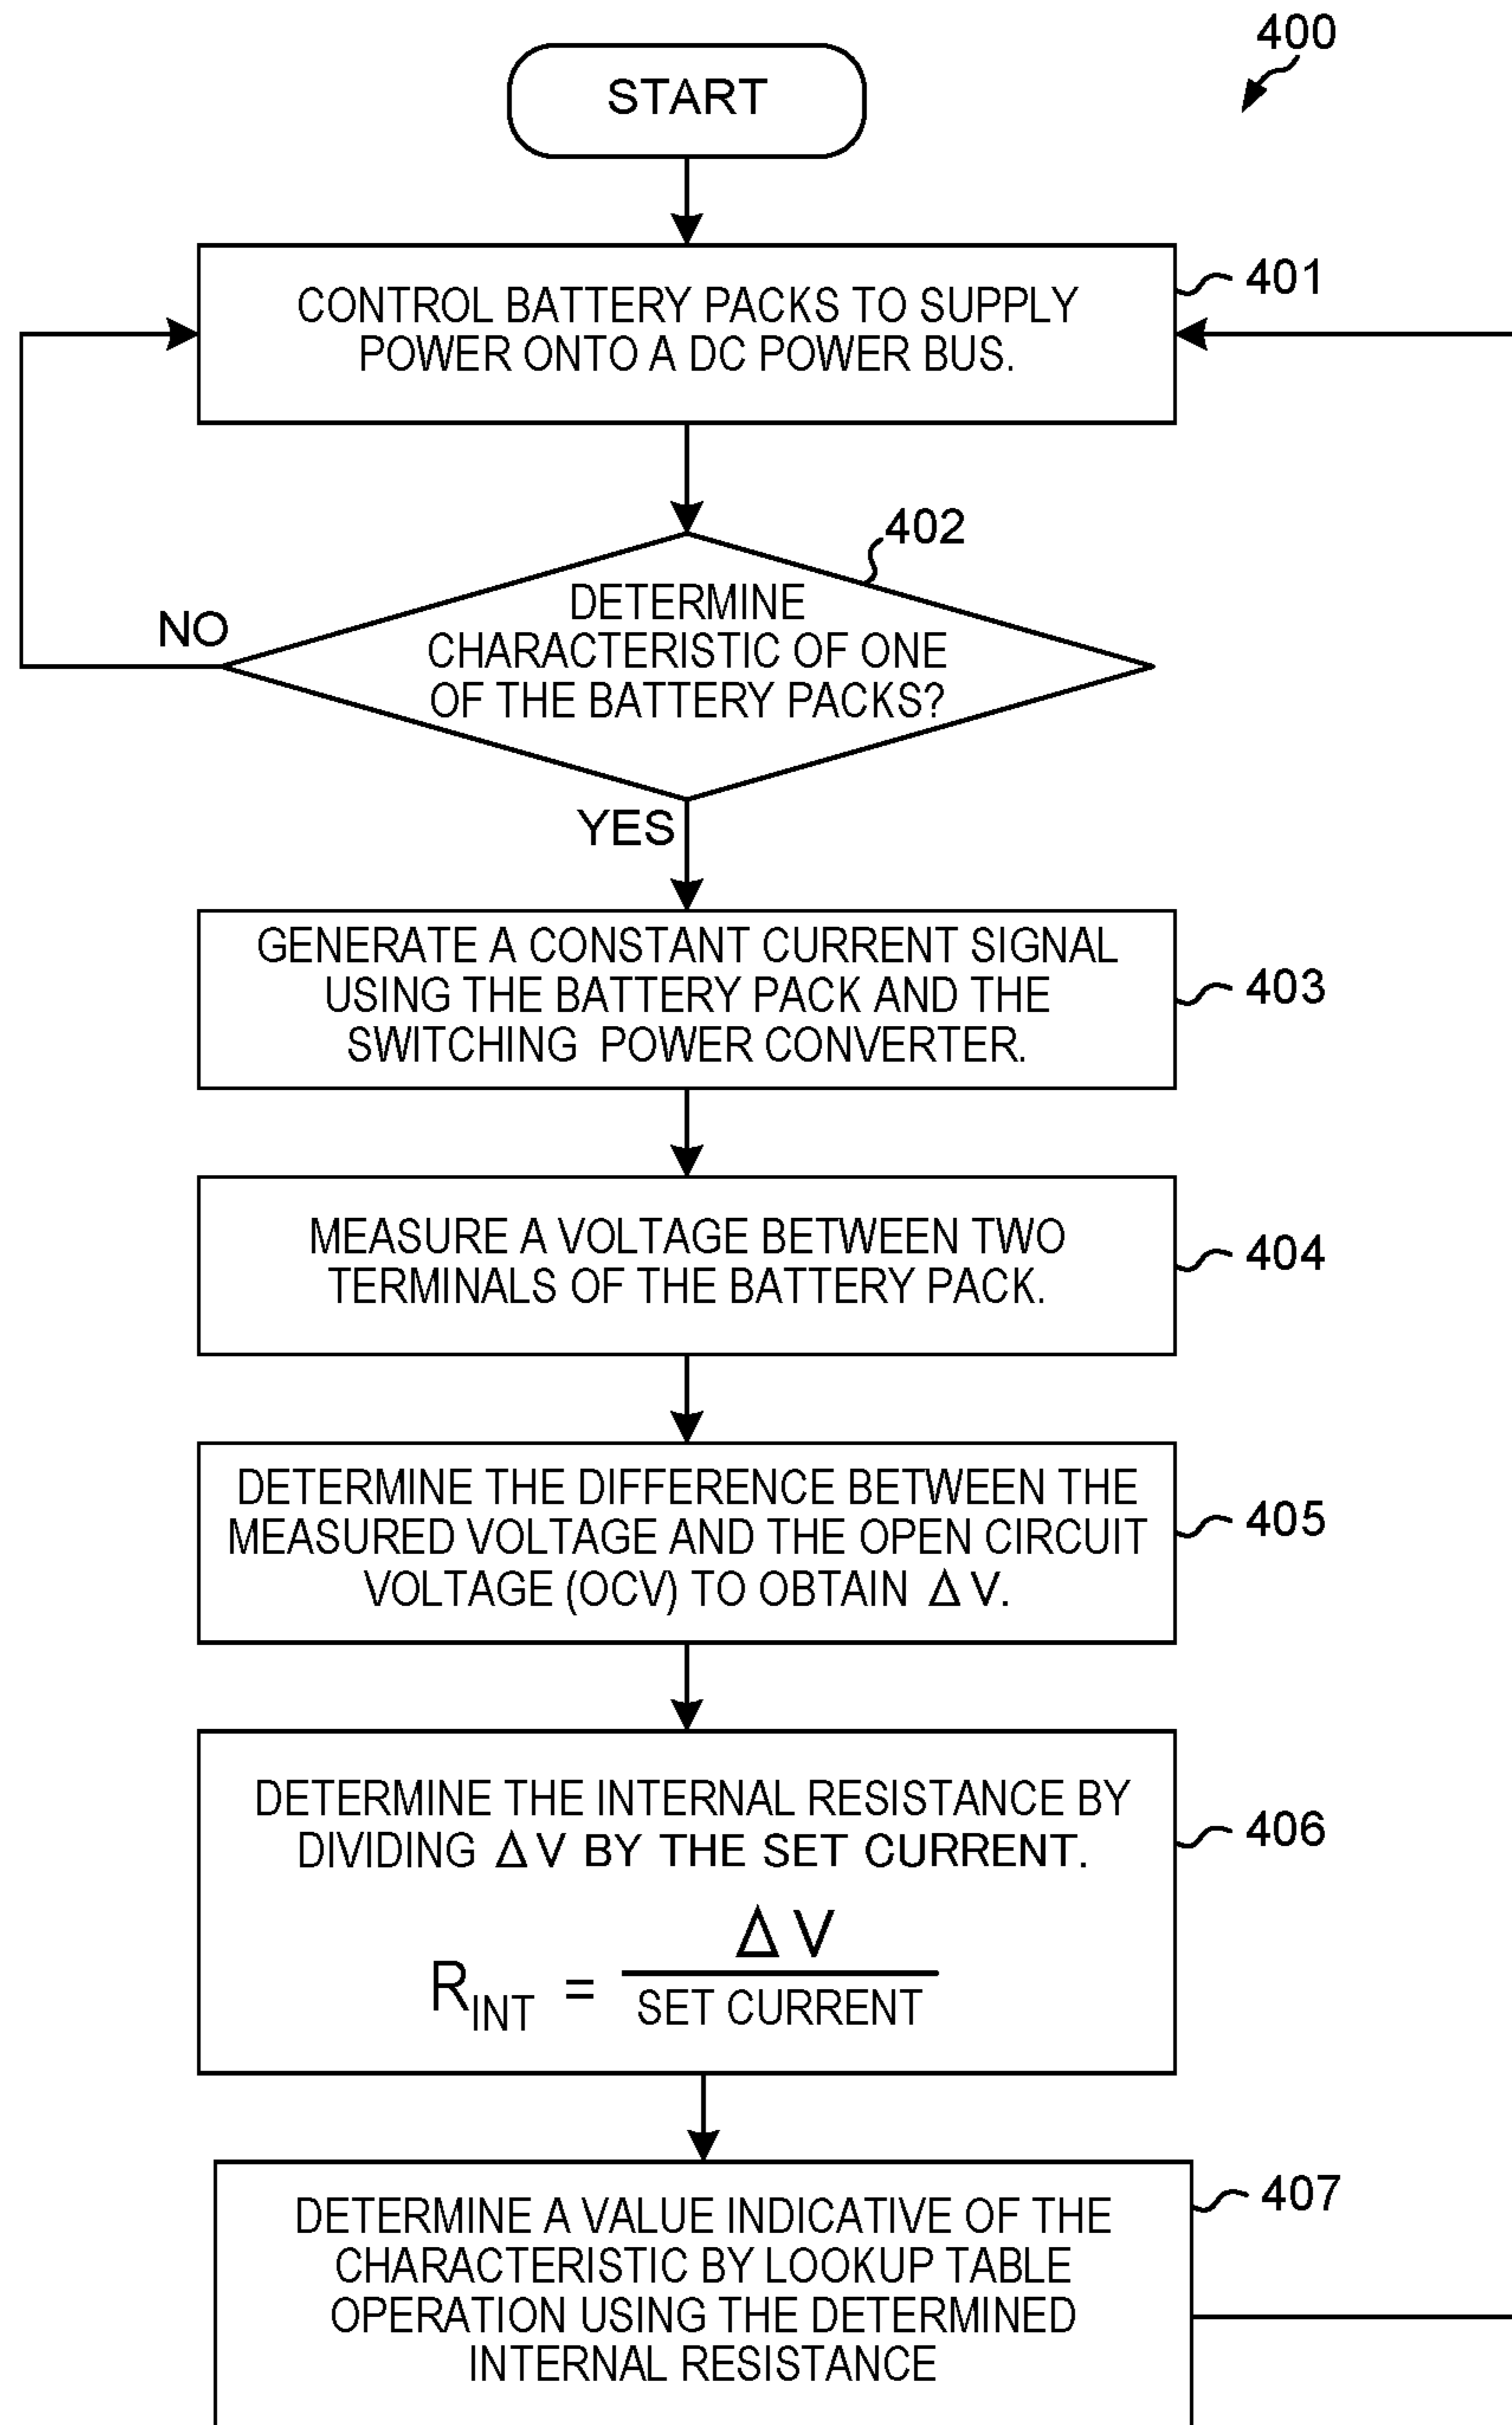 400
START
CONTROL BATTERY PACKS TO SUPPLY
POWER ONTO A DC POWER BUS.
401
402
DETERMINE
CHARACTERISTIC OF ONE
OF THE BATTERY PACKS?
NO
YES
GENERATE A CONSTANT CURRENT SIGNAL
USING THE BATTERY PACK AND THE
SWITCHING POWER CONVERTER.
403
MEASURE A VOLTAGE BETWEEN TWO
TERMINALS OF THE BATTERY PACK.
404
DETERMINE THE DIFFERENCE BETWEEN THE
MEASURED VOLTAGE AND THE OPEN CIRCUIT
VOLTAGE (OCV) TO OBTAIN Δ V.
405
DETERMINE THE INTERNAL RESISTANCE BY
DIVIDING Δ V BY THE SET CURRENT.
406
Δ V
R_INT =
SET CURRENT
407
DETERMINE A VALUE INDICATIVE OF THE
CHARACTERISTIC BY LOOKUP TABLE
OPERATION USING THE DETERMINED
INTERNAL RESISTANCE